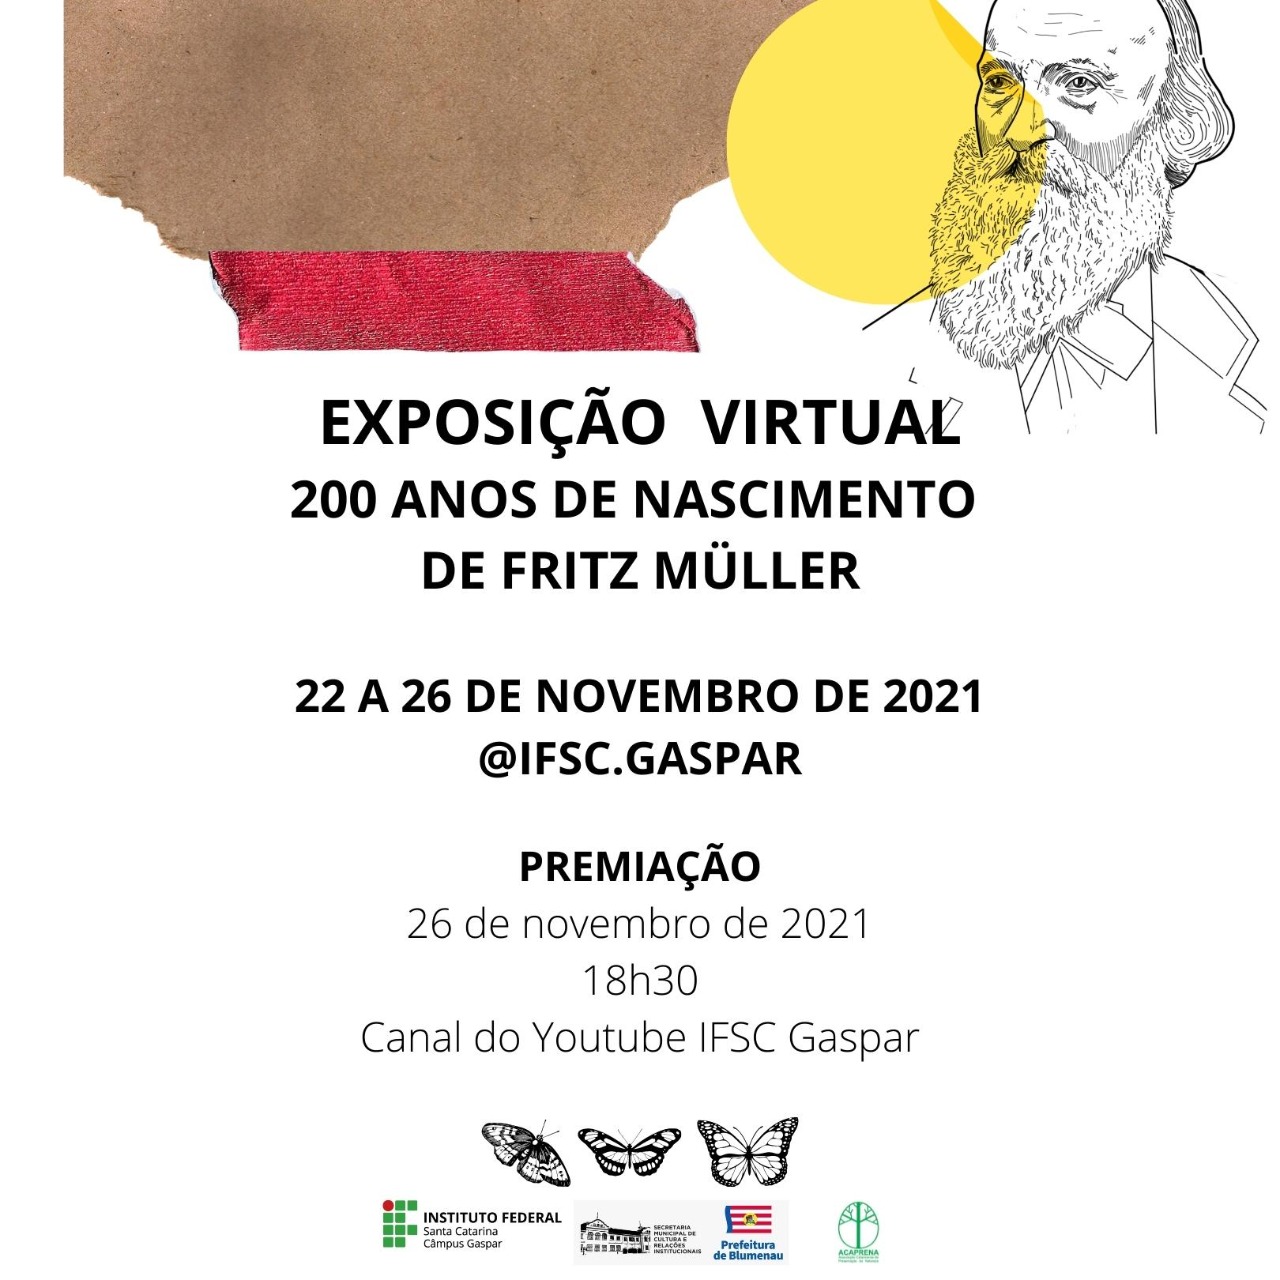 EXPOSIÇÃO VIRTUAL
200 ANOS DE NASCIMENTO
DE FRITZ MÜLLER
22 A 26 DE NOVEMBRO DE 2021
@IFSC.GASPAR
PREMIAÇÃO
26 de novembro de 2021
18h30
Canal do Youtube IFSC Gaspar
INSTITUTO FEDERAL
Santa Catarina
Câmpus Gaspar
SECRETARIA
MUNICIPAL DE
CULTURA E
RELAÇÕES
INSTITUCIONAIS
Prefeitura
de Blumenau
ACAPRENA